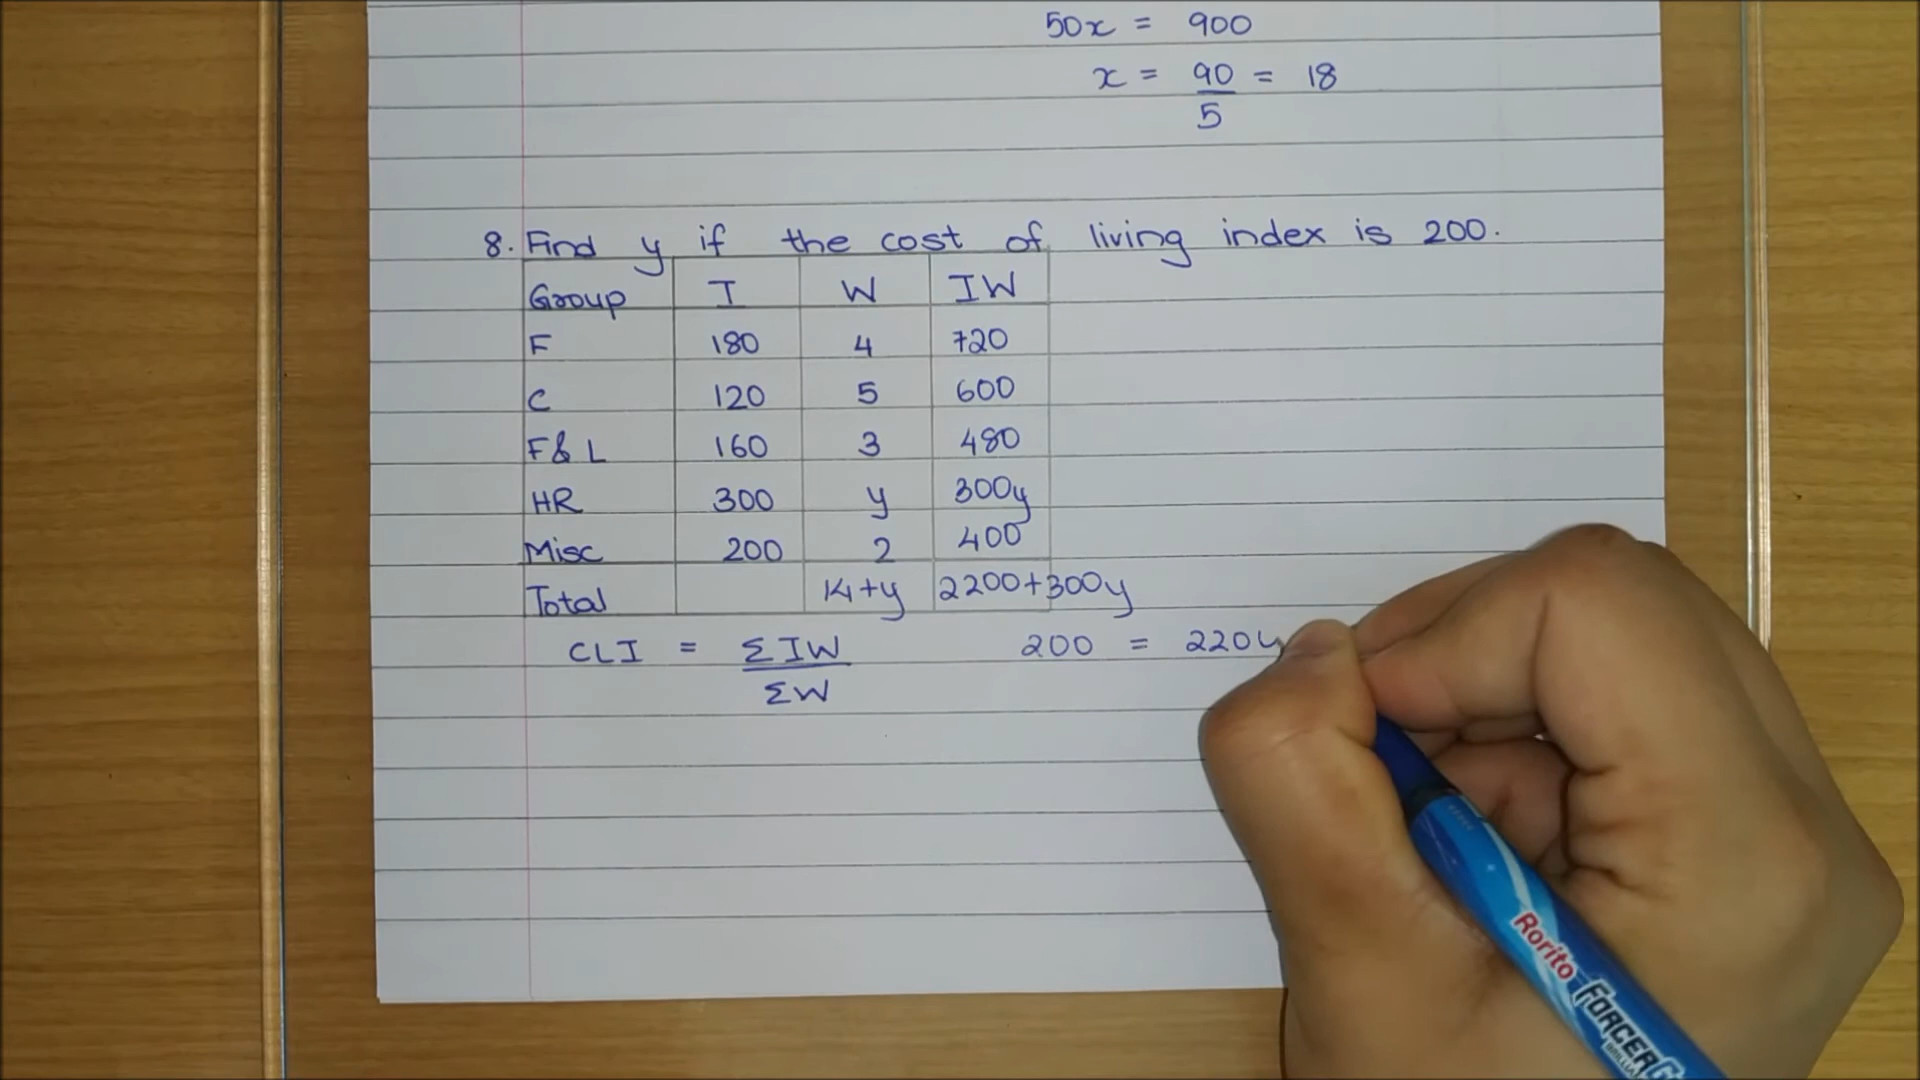 50x = 900
x = 90/5 = 18
8. Find y if the cost of living index is 200.
Group I W IW
F 180 4 720
C 120 5 600
F& L 160 3 480
HR 300 y 300y
Misc 200 2 400
Total 14+y 2200+300y
CLI = ΣIW/ΣW 200 = 220
Rorito